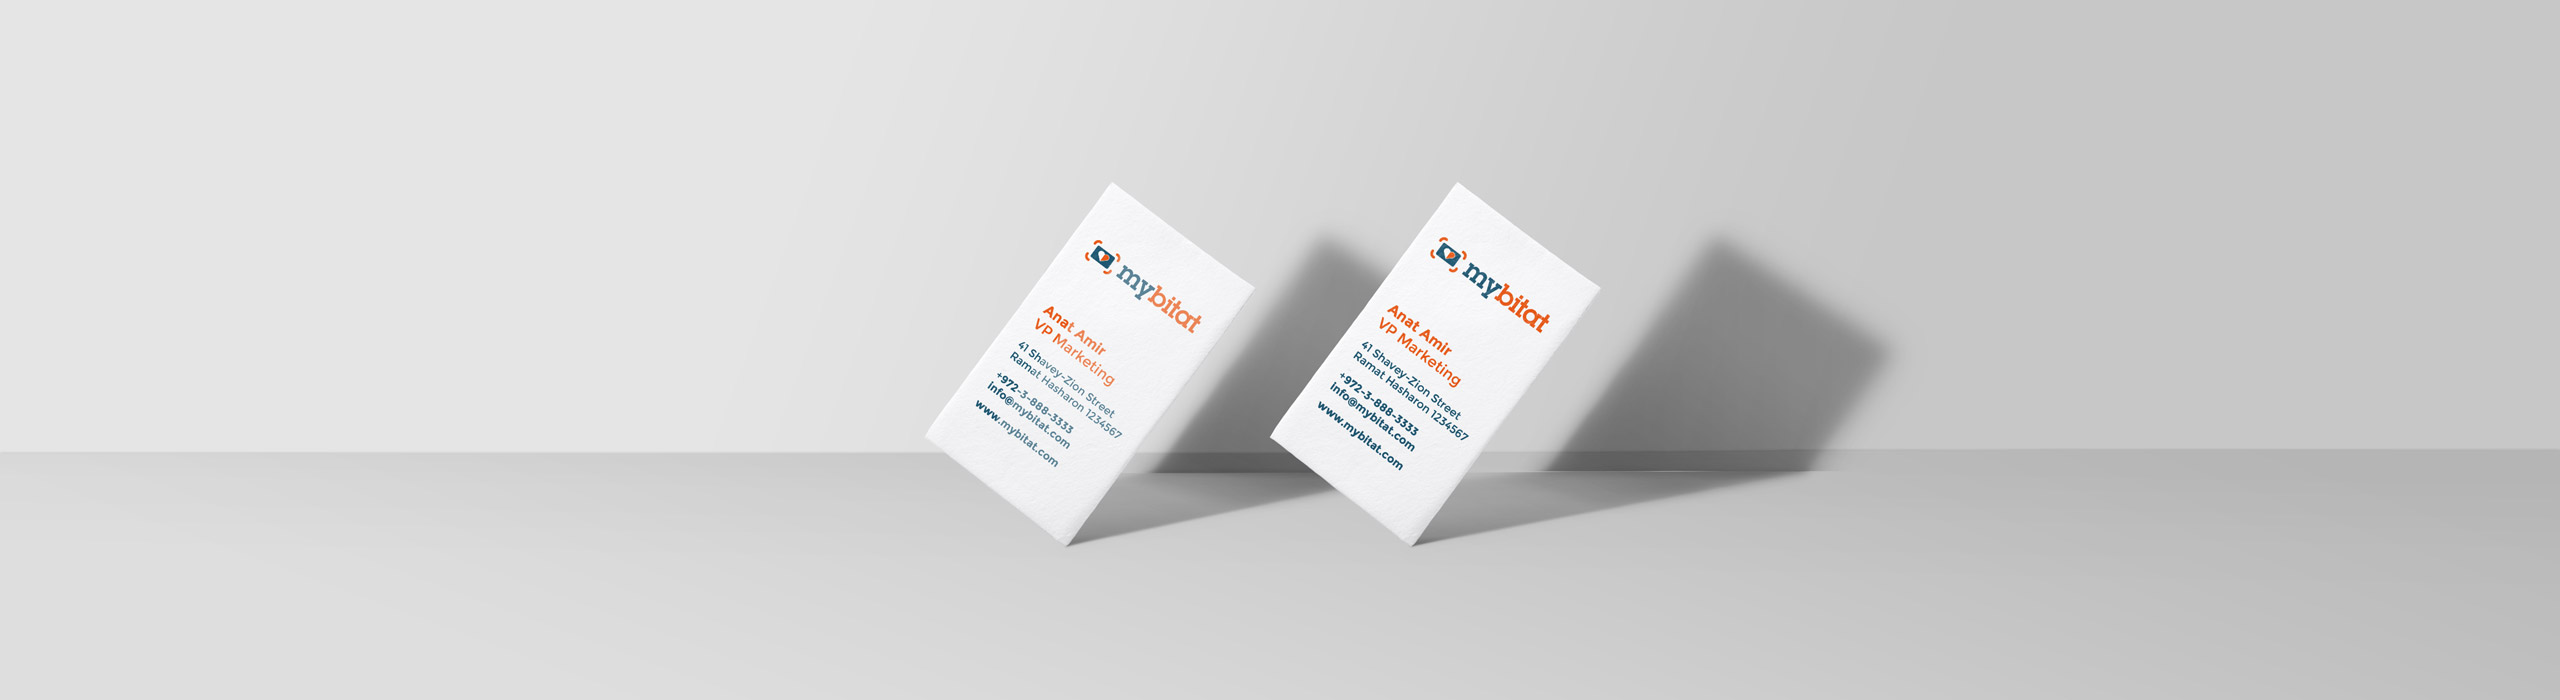 mybitat
Anat Amir
VP Marketing
41 Shavey-Zion Street
Ramat Hasharon 1234567
+972-3-888-3333
info@mybitat.com
www.mybitat.com
mybitat
Anat Amir
VP Marketing
41 Shavey-Zion Street
Ramat Hasharon 1234567
+972-3-888-3333
info@mybitat.com
www.mybitat.com